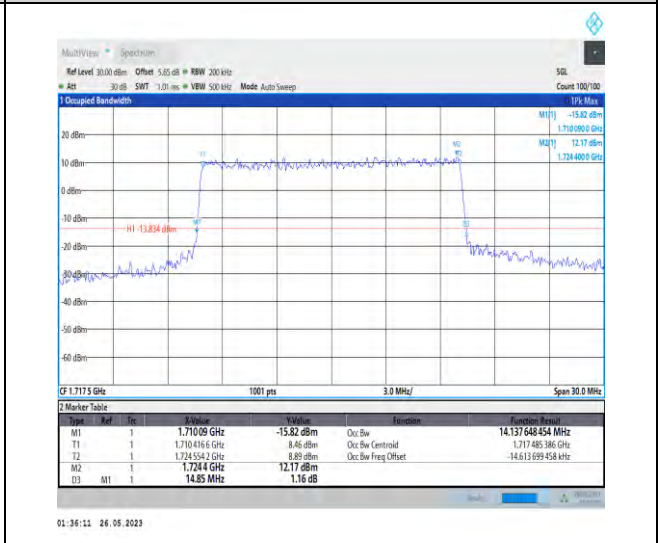 MultiView Spectrum
Ref Level 30.00 dBm Offset 5.65 dB RBW 200 kHz SGL
Att 30 dB SWT 1.01 ms VBW 500 kHz Mode Auto Sweep Count 100/100
1 Occupied Bandwidth 1Pk Max
M1[1] -15.82 dBm
1.710 090 0 GHz
M2[1] 12.17 dBm
1.724 400 0 GHz
20 dBm
M2
T1
T2
10 dBm
0 dBm
-10 dBm
M1
H1 -13.834 dBm
D3
-20 dBm
-30 dBm
-40 dBm
-50 dBm
-60 dBm
CF 1.717 5 GHz 1001 pts 3.0 MHz/ Span 30.0 MHz
2 Marker Table
Type Ref Trc X-Value Y-Value Function Function Result
M1 1 1.710 09 GHz -15.82 dBm Occ Bw 14.137 648 454 MHz
T1 1 1.710 416 6 GHz 8.46 dBm Occ Bw Centroid 1.717 485 386 GHz
T2 1 1.724 554 2 GHz 8.89 dBm Occ Bw Freq Offset -14.613 699 458 kHz
M2 1 1.724 4 GHz 12.17 dBm
D3 M1 1 14.85 MHz 1.16 dB
01:36:11 26.05.2023